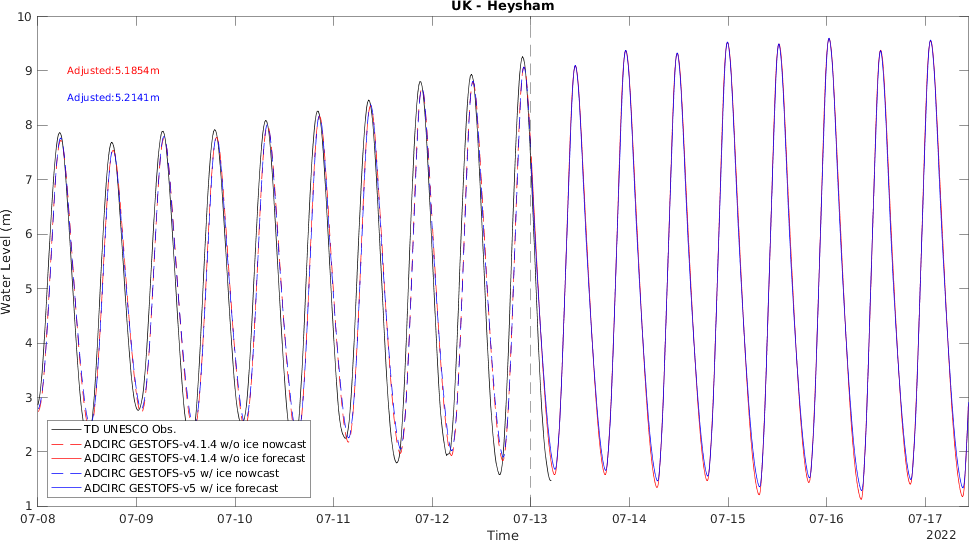 UK - Heysham
10
9
8
7
6
5
4
3
2
1
Water Level (m)
Adjusted:5.1854m
Adjusted:5.2141m
TD UNESCO Obs.
ADCIRC GESTOFS-v4.1.4 w/o ice nowcast
ADCIRC GESTOFS-v4.1.4 w/o ice forecast
ADCIRC GESTOFS-v5 w/ ice nowcast
ADCIRC GESTOFS-v5 w/ ice forecast
07-08 07-09 07-10 07-11 07-12 07-13 07-14 07-15 07-16 07-17
Time
2022